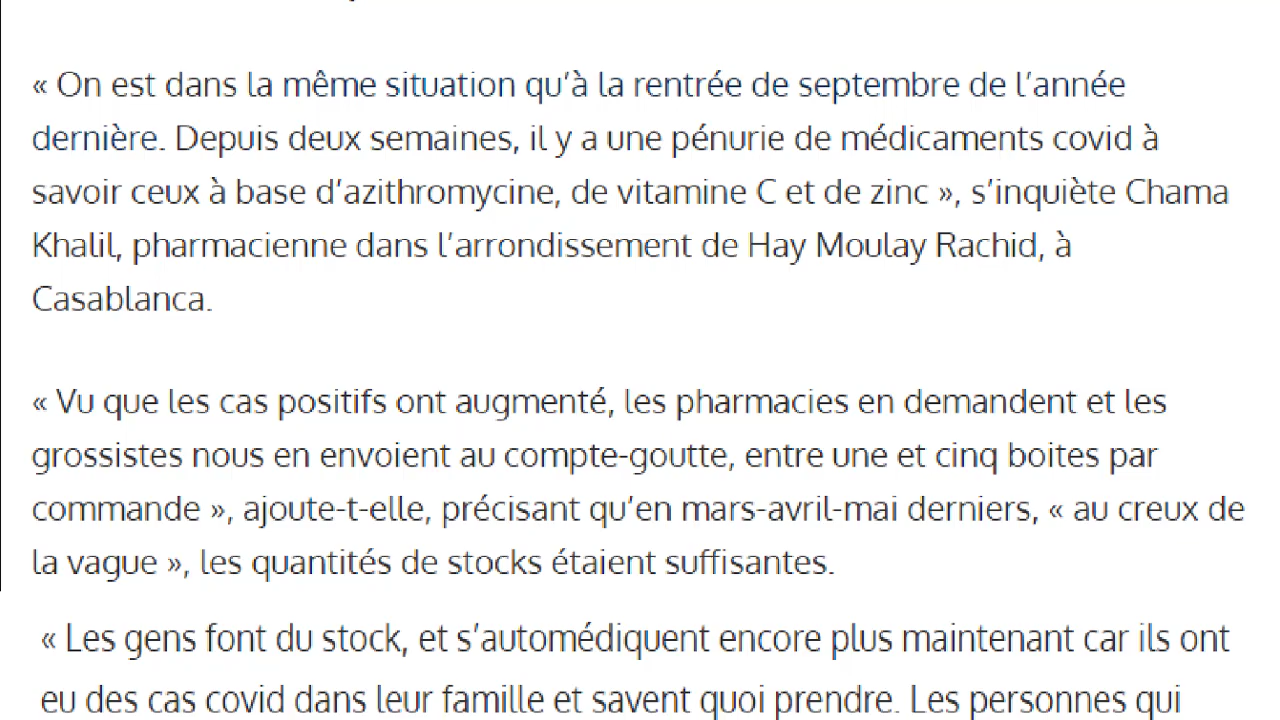 « On est dans la même situation qu’à la rentrée de septembre de l’année
dernière. Depuis deux semaines, il y a une pénurie de médicaments covid à
savoir ceux à base d’azithromycine, de vitamine C et de zinc », s’inquiète Chama
Khalil, pharmacienne dans l’arrondissement de Hay Moulay Rachid, à
Casablanca.
« Vu que les cas positifs ont augmenté, les pharmacies en demandent et les
grossistes nous en envoient au compte-goutte, entre une et cinq boites par
commande », ajoute-t-elle, précisant qu’en mars-avril-mai derniers, « au creux de
la vague », les quantités de stocks étaient suffisantes.
« Les gens font du stock, et s’automédiquent encore plus maintenant car ils ont
eu des cas covid dans leur famille et savent quoi prendre. Les personnes qui